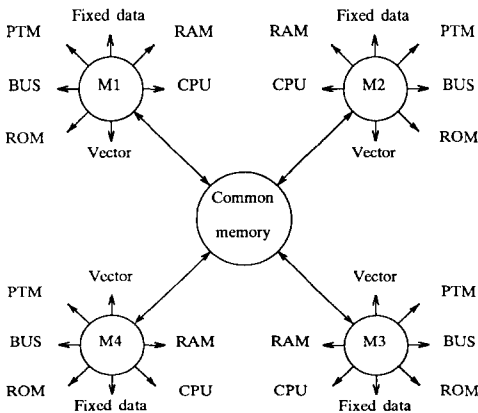 Fixed data
PTM
RAM
BUS
M1
CPU
ROM
Vector
Fixed data
RAM
PTM
CPU
M2
BUS
Vector
ROM
Common
memory
Vector
PTM
BUS
M4
RAM
ROM
CPU
Fixed data
Vector
PTM
RAM
M3
BUS
CPU
ROM
Fixed data